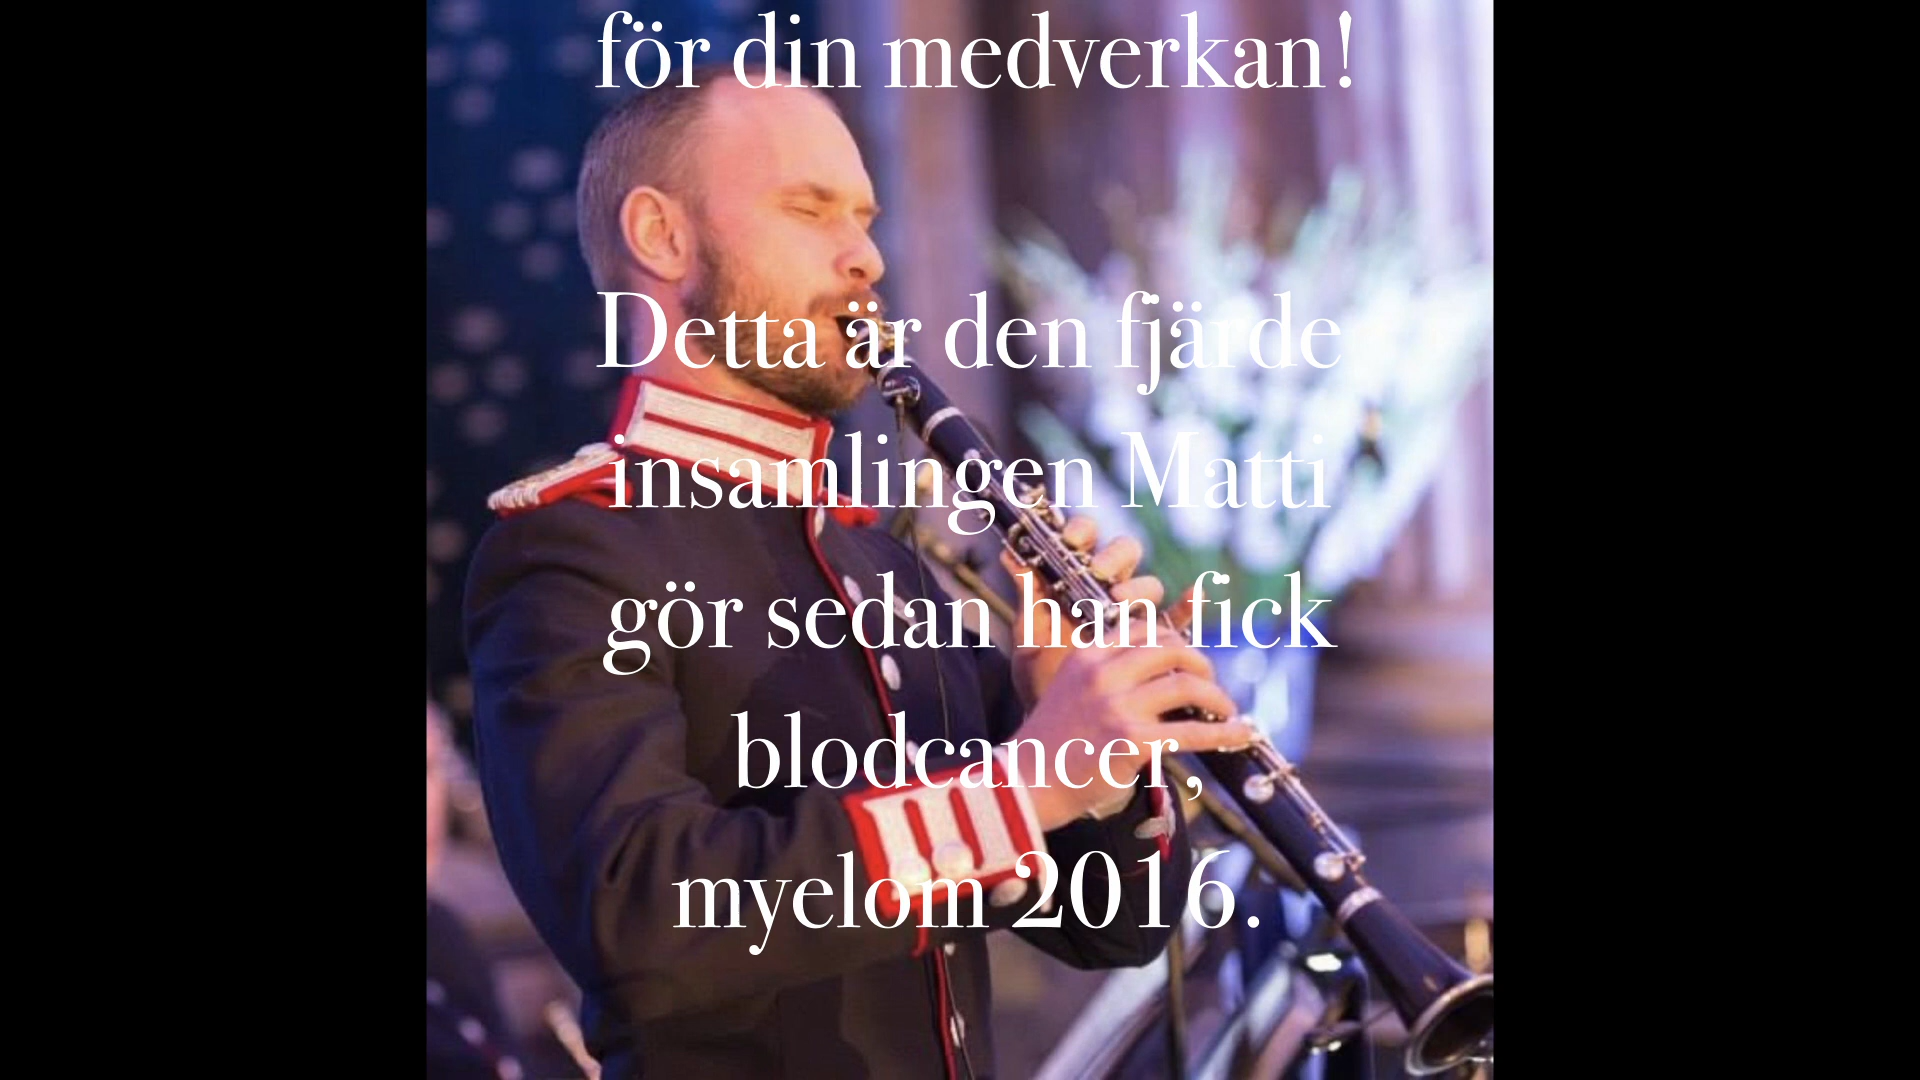 för din medverkan!
Detta är den fjärde
insamlingen Matti
gör sedan han fick
blodcancer,
myelom 2016.